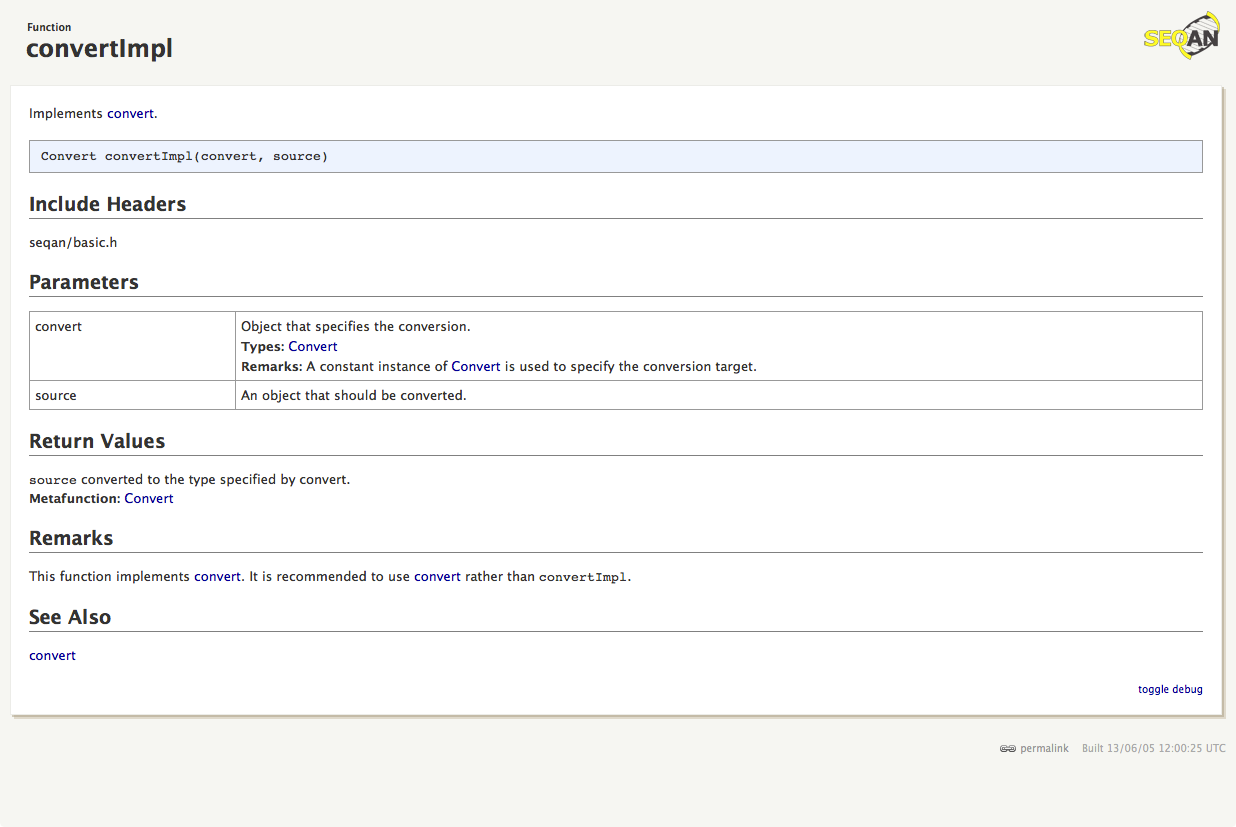 Function
convertImpl
SEQAN
Implements convert.
Convert convertImpl(convert, source)
Include Headers
seqan/basic.h
Parameters
convert
Object that specifies the conversion.
Types: Convert
Remarks: A constant instance of Convert is used to specify the conversion target.
source
An object that should be converted.
Return Values
source converted to the type specified by convert.
Metafunction: Convert
Remarks
This function implements convert. It is recommended to use convert rather than convertImpl.
See Also
convert
toggle debug
permalink Built 13/06/05 12:00:25 UTC